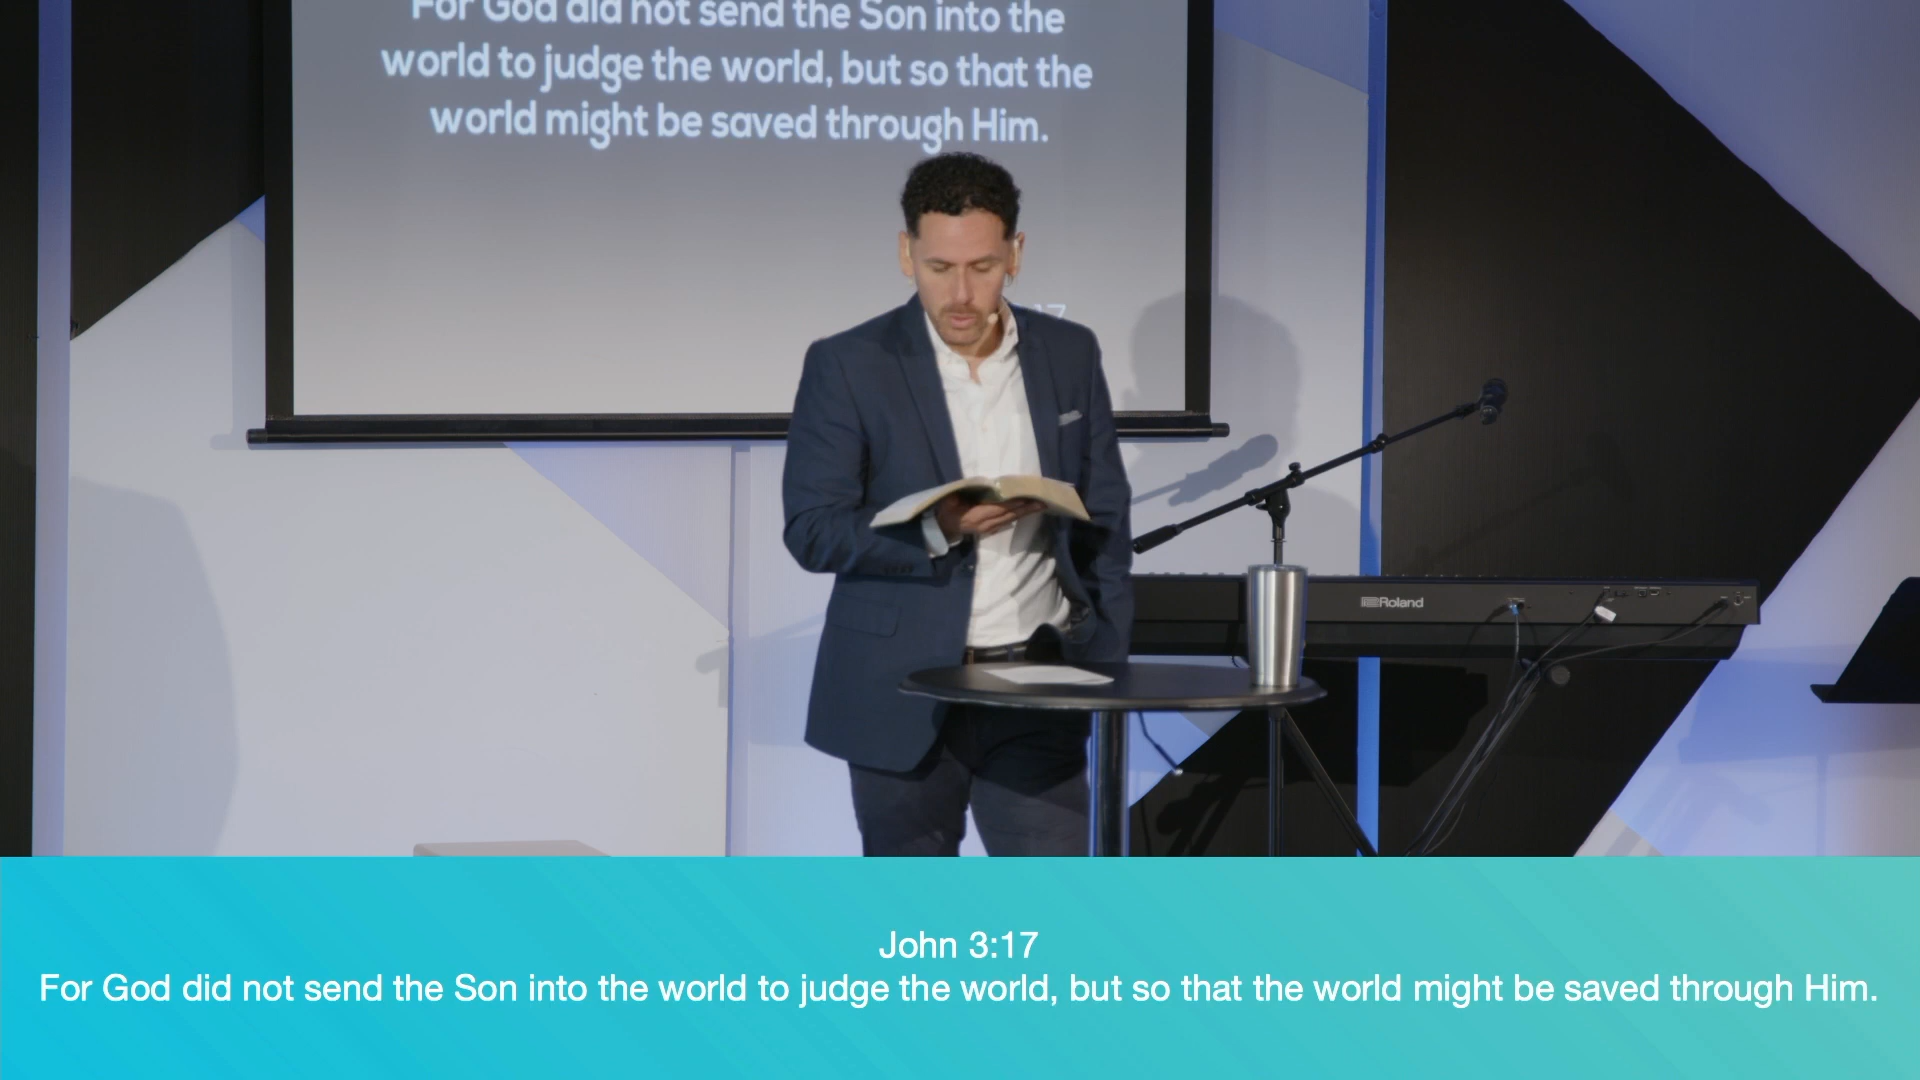 For God did not send the Son into the
world to judge the world, but so that the
world might be saved through Him.
17
Roland
John 3:17
For God did not send the Son into the world to judge the world, but so that the world might be saved through Him.